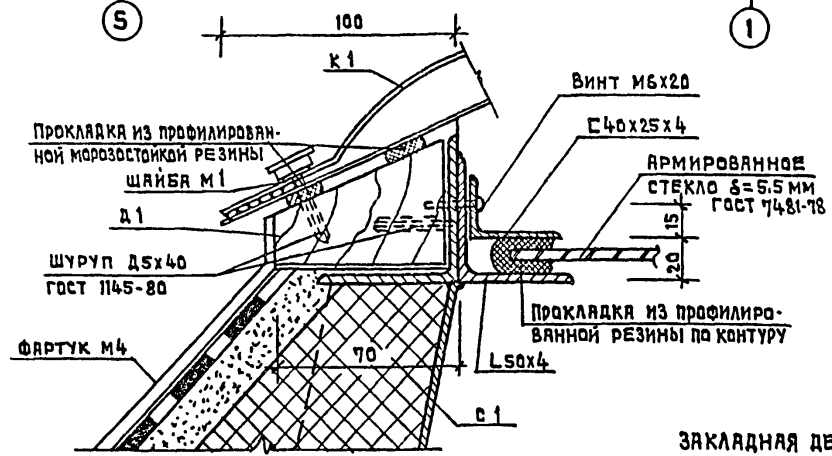 5
1
100
К1
ВИНТ М6х20
ПРОКЛАДКА ИЗ ПРОФИЛИРОВАН-
НОЙ МОРОЗОСТОЙКОЙ РЕЗИНЫ
[40х25х4
ШАЙБА М1
АРМИРОВАННОЕ
СТЕКЛО δ=5.5 ММ
ГОСТ 7481-78
Д1
15
ШУРУП Д5х40
ГОСТ 1145-80
20
ПРОКЛАДКА ИЗ ПРОФИЛИРО-
ВАННОЙ РЕЗИНЫ ПО КОНТУРУ
ФАРТУК М4
70
L50х4
С1
ЗАКЛАДНАЯ ДЕ